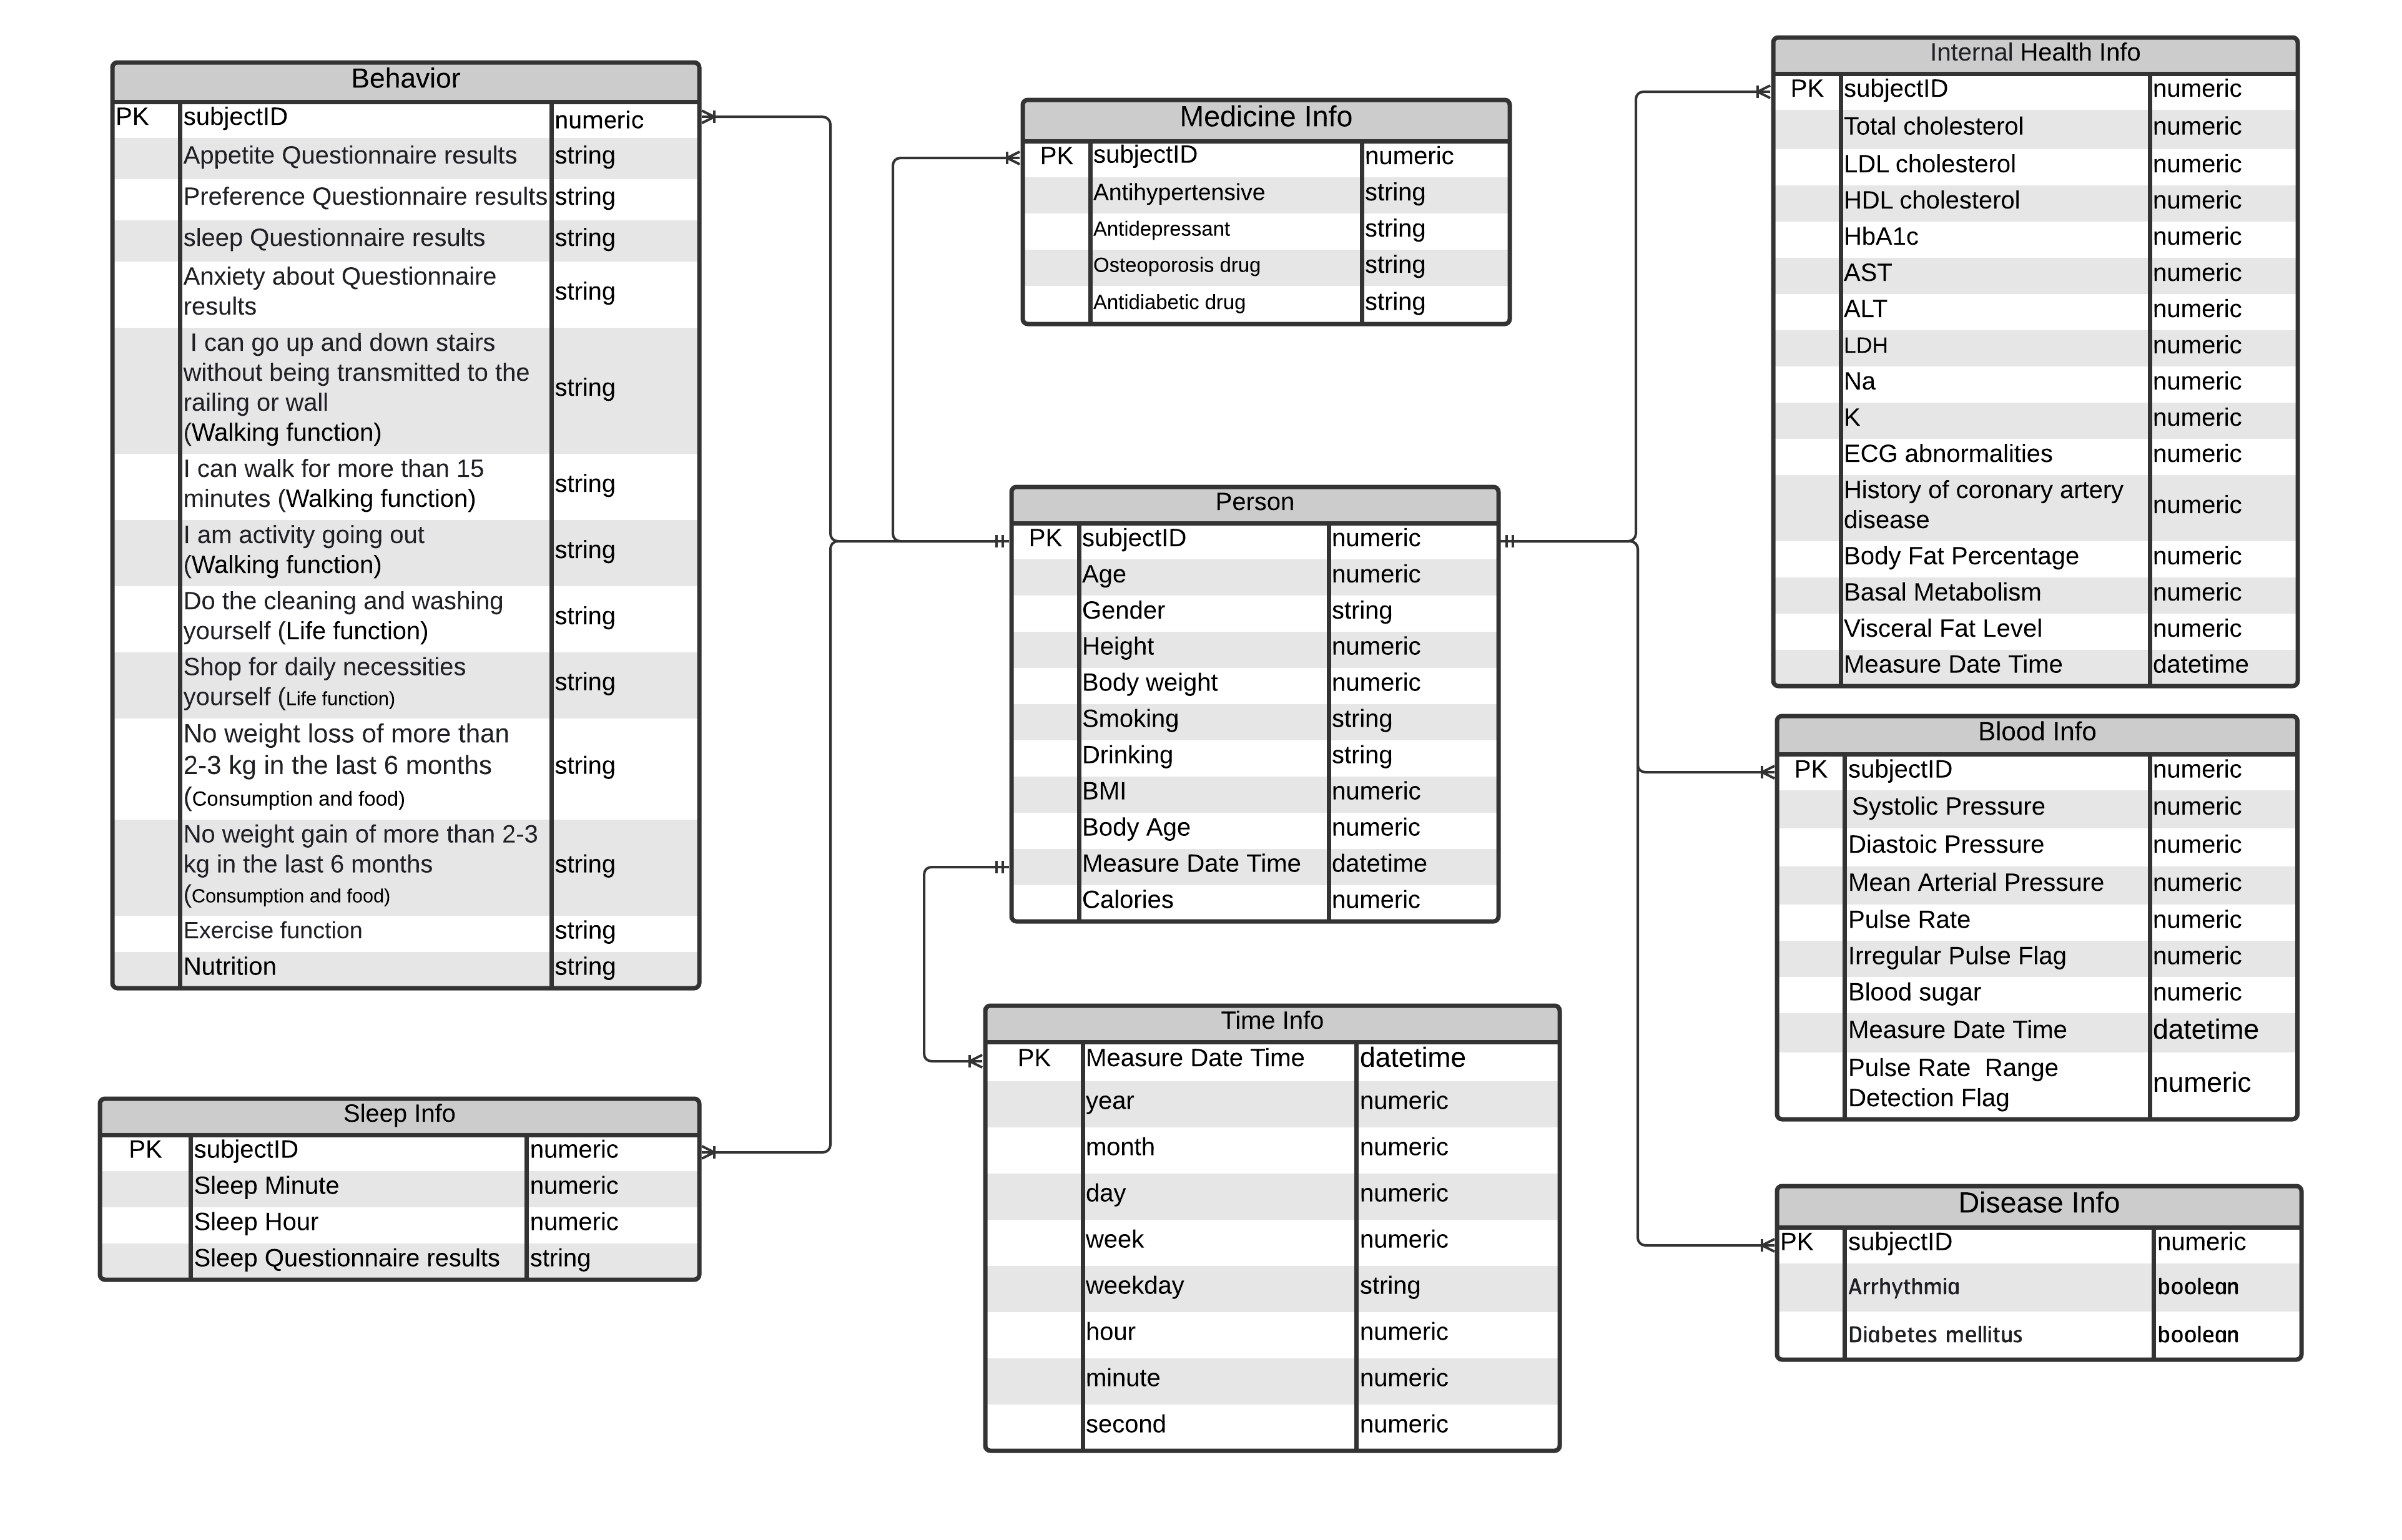 Behavior
PK subjectID numeric
Appetite Questionnaire results string
Preference Questionnaire results string
sleep Questionnaire results string
Anxiety about Questionnaire
results
string
I can go up and down stairs
without being transmitted to the
railing or wall
(Walking function)
string
I can walk for more than 15
minutes (Walking function)
string
I am activity going out
(Walking function)
string
Do the cleaning and washing
yourself (Life function)
string
Shop for daily necessities
yourself (Life function)
string
No weight loss of more than
2-3 kg in the last 6 months
(Consumption and food)
string
No weight gain of more than 2-3
kg in the last 6 months
(Consumption and food)
string
Exercise function string
Nutrition string
Sleep Info
PK subjectID numeric
Sleep Minute numeric
Sleep Hour numeric
Sleep Questionnaire results string
Medicine Info
PK subjectID numeric
Antihypertensive string
Antidepressant string
Osteoporosis drug string
Antidiabetic drug string
Person
PK subjectID numeric
Age numeric
Gender string
Height numeric
Body weight numeric
Smoking string
Drinking string
BMI numeric
Body Age numeric
Measure Date Time datetime
Calories numeric
Time Info
PK Measure Date Time datetime
year numeric
month numeric
day numeric
week numeric
weekday string
hour numeric
minute numeric
second numeric
Internal Health Info
PK subjectID numeric
Total cholesterol numeric
LDL cholesterol numeric
HDL cholesterol numeric
HbA1c numeric
AST numeric
ALT numeric
LDH numeric
Na numeric
K numeric
ECG abnormalities numeric
History of coronary artery
disease
numeric
Body Fat Percentage numeric
Basal Metabolism numeric
Visceral Fat Level numeric
Measure Date Time datetime
Blood Info
PK subjectID numeric
Systolic Pressure numeric
Diastoic Pressure numeric
Mean Arterial Pressure numeric
Pulse Rate numeric
Irregular Pulse Flag numeric
Blood sugar numeric
Measure Date Time datetime
Pulse Rate Range
Detection Flag
numeric
Disease Info
PK subjectID numeric
Arrhythmia boolean
Diabetes mellitus boolean